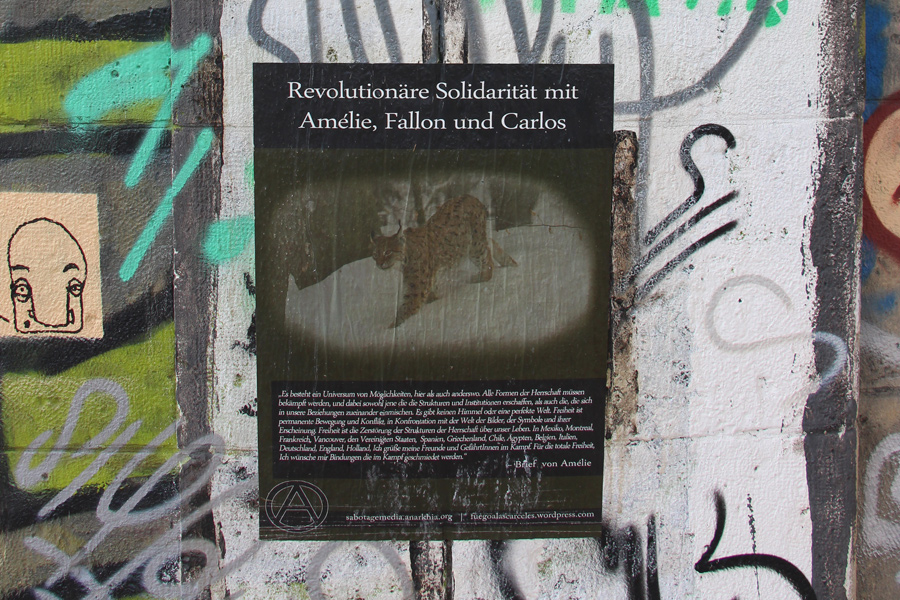 Revolutionäre Solidarität mit
Amélie, Fallon und Carlos
„Es besteht ein Universum von Möglichkeiten, hier als auch anderswo. Alle Formen der Herrschaft müssen
bekämpft werden, und dabei sowohl jene die die Strukturen und Institutionen erschaffen, als auch die, die sich
in unsere Beziehungen zueinander einmischen. Es gibt keinen Himmel oder eine perfekte Welt. Freiheit ist
permanente Bewegung und Konflikt, in Konfrontation mit der Welt der Bilder, der Symbole und ihrer
Erscheinung. Freiheit ist die Zerstörung der Strukturen der Herrschaft über unser Leben. In Mexiko, Montreal,
Frankreich, Vancouver, den Vereinigten Staaten, Spanien, Griechenland, Chile, Ägypten, Belgien, Italien,
Deutschland, England, Holland, Ich grüße meine Freunde und GefährtInnen im Kampf. Für die totale Freiheit,
Ich wünsche mir Bindungen die im Kampf geschmiedet werden.“
- Brief von Amélie
sabotagemedia.anarkhia.org | fuegoalascarceles.wordpress.com